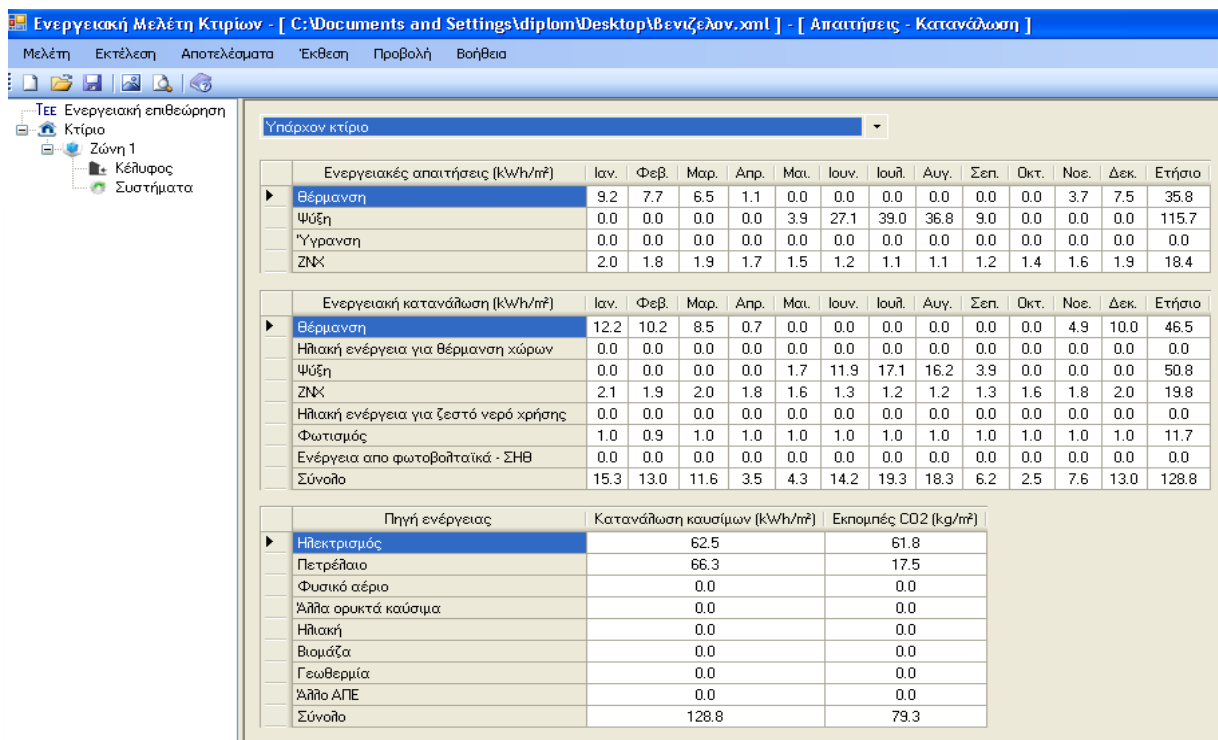 Ενεργειακή Μελέτη Κτιρίων - [ C:\Documents and Settings\diplom\Desktop\βενιζελον.xml ] - [ Απαιτήσεις - Κατανάλωση ]
Μελέτη Εκτέλεση Αποτελέσματα Έκθεση Προβολή Βοήθεια
ΤΕΕ Ενεργειακή επιθεώρηση
Κτίριο
Ζώνη 1
Κέλυφος
Συστήματα
Υπάρχον κτίριο
Ενεργειακές απαιτήσεις (kWh/m²) Ιαν. Φεβ. Μαρ. Απρ. Μαι. Ιουν. Ιουλ. Αυγ. Σεπ. Οκτ. Νοε. Δεκ. Ετήσιο
Θέρμανση 9.2 7.7 6.5 1.1 0.0 0.0 0.0 0.0 0.0 0.0 3.7 7.5 35.8
Ψύξη 0.0 0.0 0.0 0.0 3.9 27.1 39.0 36.8 9.0 0.0 0.0 0.0 115.7
Ύγρανση 0.0 0.0 0.0 0.0 0.0 0.0 0.0 0.0 0.0 0.0 0.0 0.0 0.0
ΖΝΧ 2.0 1.8 1.9 1.7 1.5 1.2 1.1 1.1 1.2 1.4 1.6 1.9 18.4
Ενεργειακή κατανάλωση (kWh/m²) Ιαν. Φεβ. Μαρ. Απρ. Μαι. Ιουν. Ιουλ. Αυγ. Σεπ. Οκτ. Νοε. Δεκ. Ετήσιο
Θέρμανση 12.2 10.2 8.5 0.7 0.0 0.0 0.0 0.0 0.0 0.0 4.9 10.0 46.5
Ηλιακή ενέργεια για θέρμανση χώρων 0.0 0.0 0.0 0.0 0.0 0.0 0.0 0.0 0.0 0.0 0.0 0.0 0.0
Ψύξη 0.0 0.0 0.0 0.0 1.7 11.9 17.1 16.2 3.9 0.0 0.0 0.0 50.8
ΖΝΧ 2.1 1.9 2.0 1.8 1.6 1.3 1.2 1.2 1.3 1.6 1.8 2.0 19.8
Ηλιακή ενέργεια για ζεστό νερό χρήσης 0.0 0.0 0.0 0.0 0.0 0.0 0.0 0.0 0.0 0.0 0.0 0.0 0.0
Φωτισμός 1.0 0.9 1.0 1.0 1.0 1.0 1.0 1.0 1.0 1.0 1.0 1.0 11.7
Ενέργεια απο φωτοβολταϊκά - ΣΗΘ 0.0 0.0 0.0 0.0 0.0 0.0 0.0 0.0 0.0 0.0 0.0 0.0 0.0
Σύνολο 15.3 13.0 11.6 3.5 4.3 14.2 19.3 18.3 6.2 2.5 7.6 13.0 128.8
Πηγή ενέργειας Κατανάλωση καυσίμων (kWh/m²) Εκπομπές CO2 (kg/m²)
Ηλεκτρισμός 62.5 61.8
Πετρέλαιο 66.3 17.5
Φυσικό αέριο 0.0 0.0
Άλλα ορυκτά καύσιμα 0.0 0.0
Ηλιακή 0.0 0.0
Βιομάζα 0.0 0.0
Γεωθερμία 0.0 0.0
Άλλο ΑΠΕ 0.0 0.0
Σύνολο 128.8 79.3